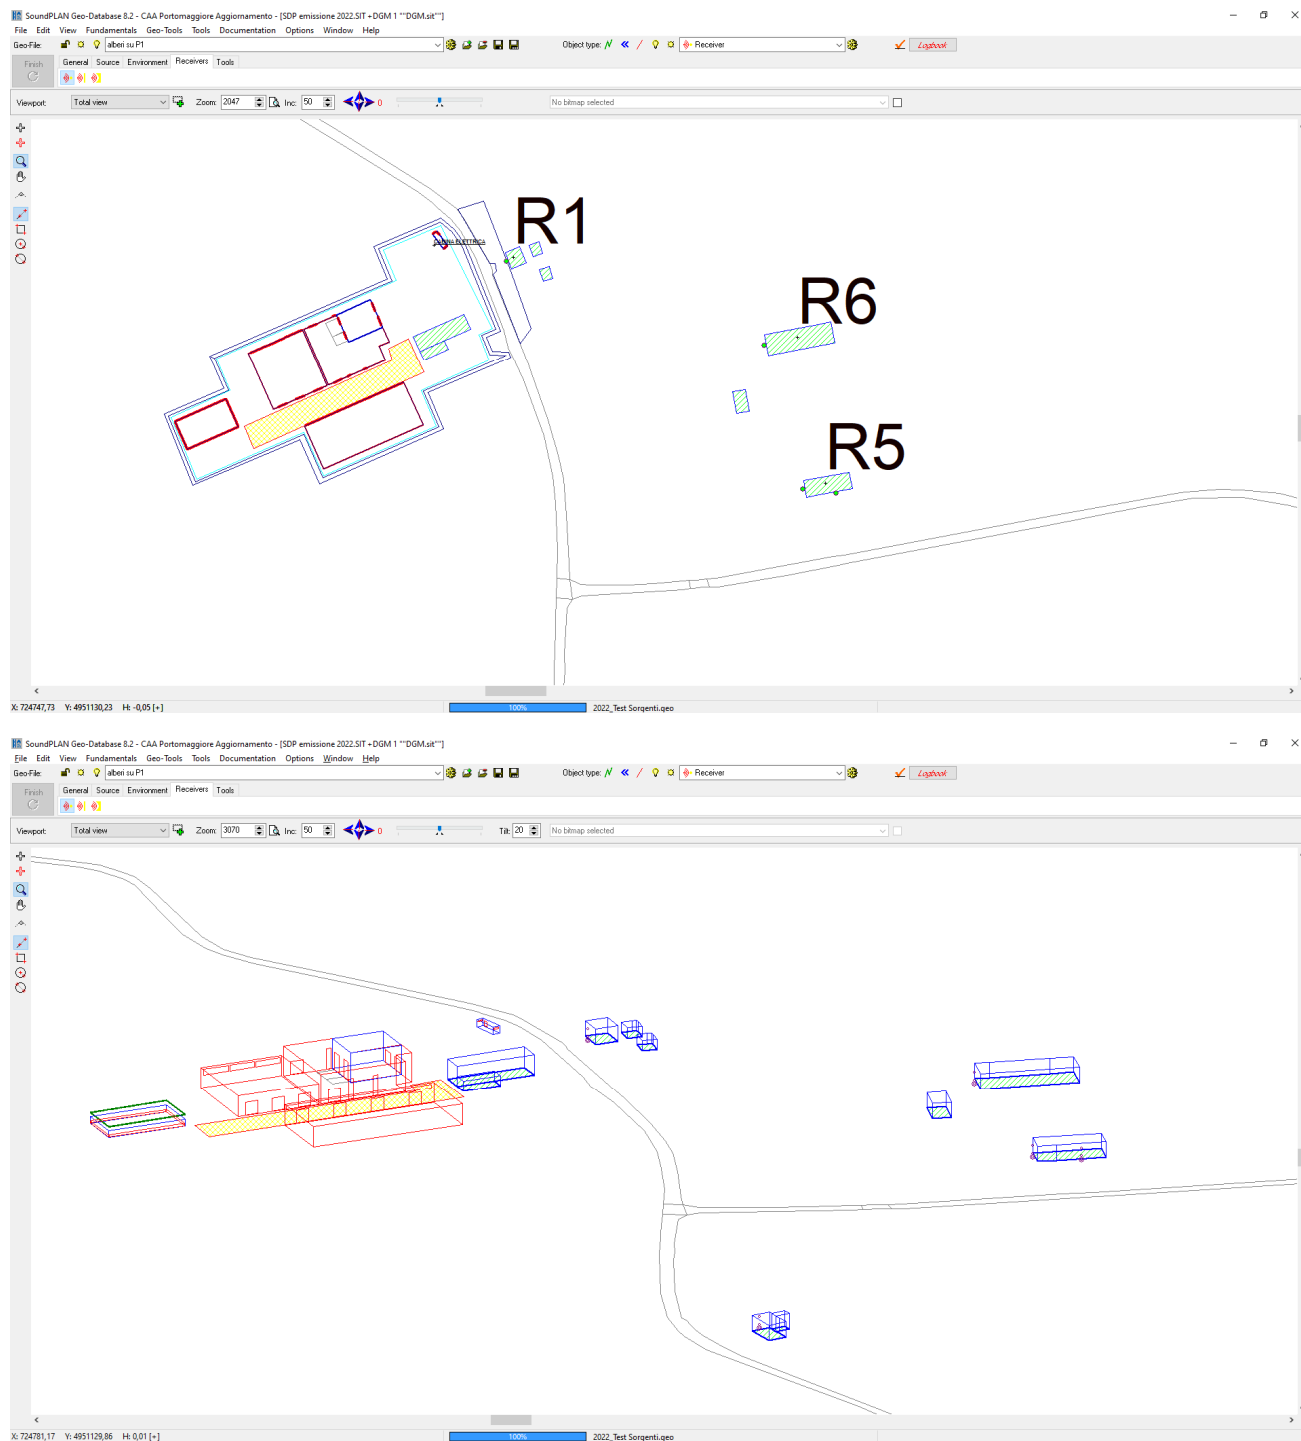 SoundPLAN Geo-Database 8.2 - CAA Portomaggiore Aggiornamento - [SDP emissione 2022.SIT +DGM 1 ""DGM.sit""]
File Edit View Fundamentals Geo-Tools Tools Documentation Options Window Help
Geo-File: alberi su P1 Object type: Receiver Logbook
Finish General Source Environment Receivers Tools
Viewport: Total view Zoom: 2047 Inc: 50 0 No bitmap selected
R1
CABINA ELETTRICA
R6
R5
X: 724747,73 Y: 4951130,23 H: -0,05 [+] 100% 2022_Test Sorgenti.geo
SoundPLAN Geo-Database 8.2 - CAA Portomaggiore Aggiornamento - [SDP emissione 2022.SIT +DGM 1 ""DGM.sit""]
File Edit View Fundamentals Geo-Tools Tools Documentation Options Window Help
Geo-File: alberi su P1 Object type: Receiver Logbook
Finish General Source Environment Receivers Tools
Viewport: Total view Zoom: 3070 Inc: 50 0 Tilt: 20 No bitmap selected
X: 724781,17 Y: 4951129,86 H: 0,01 [+] 100% 2022_Test Sorgenti.geo